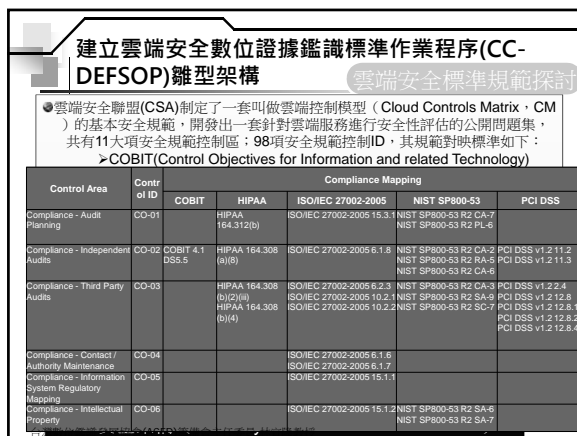 建立雲端安全數位證據鑑識標準作業程序(CC-
DEFSOP)雛型架構
雲端安全標準規範探討
雲端安全聯盟(CSA)制定了一套叫做雲端控制模型（Cloud Controls Matrix，CM
）的基本安全規範，開發出一套針對雲端服務進行安全性評估的公開問題集，
共有11大項安全規範控制區；98項安全規範控制ID，其規範對映標準如下：
➢COBIT(Control Objectives for Information and related Technology)
Control Area Contr Compliance Mapping
ol ID COBIT HIPAA ISO/IEC 27002-2005 NIST SP800-53 PCI DSS
Compliance - Audit CO-01 HIPAA ISO/IEC 27002-2005 15.3.1 NIST SP800-53 R2 CA-7
Planning 164.312(b) NIST SP800-53 R2 PL-6
Compliance - Independent CO-02 COBIT 4.1 HIPAA 164.308 ISO/IEC 27002-2005 6.1.8 NIST SP800-53 R2 CA-2 PCI DSS v1.2 11.2
Audits DS5.5 (a)(8) NIST SP800-53 R2 RA-5 PCI DSS v1.2 11.3
NIST SP800-53 R2 CA-6
Compliance - Third Party CO-03 HIPAA 164.308 ISO/IEC 27002-2005 6.2.3 NIST SP800-53 R2 CA-3 PCI DSS v1.2 2.4
Audits (b)(2)(iii) ISO/IEC 27002-2005 10.2.1 NIST SP800-53 R2 SA-9 PCI DSS v1.2 12.8
HIPAA 164.308 ISO/IEC 27002-2005 10.2.2 NIST SP800-53 R2 SC-7 PCI DSS v1.2 12.8.1
(b)(4) PCI DSS v1.2 12.8.2
PCI DSS v1.2 12.8.4
Compliance - Contact / CO-04 ISO/IEC 27002-2005 6.1.6
Authority Maintenance ISO/IEC 27002-2005 6.1.7
Compliance - Information CO-05 ISO/IEC 27002-2005 15.1.1
System Regulatory
Mapping
Compliance - Intellectual CO-06 ISO/IEC 27002-2005 15.1.2 NIST SP800-53 R2 SA-6
Property NIST SP800-53 R2 SA-7